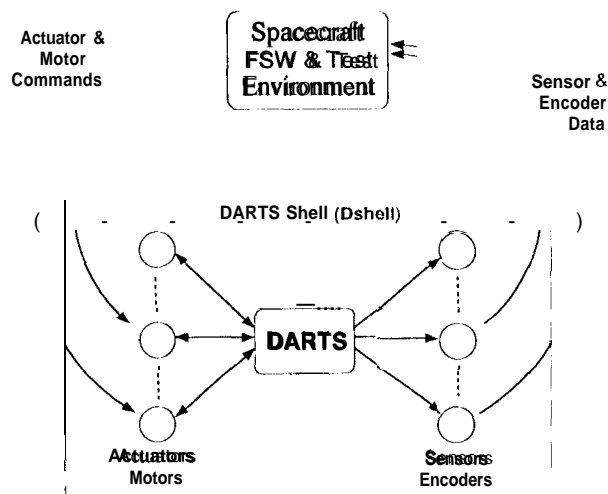 Actuator &
Motor
Commands
Spacecraft
FSW & Test
Environment
Sensor &
Encoder
Data
DARTS Shell (Dshell)
DARTS
Actuators
Motors
Sensors
Encoders